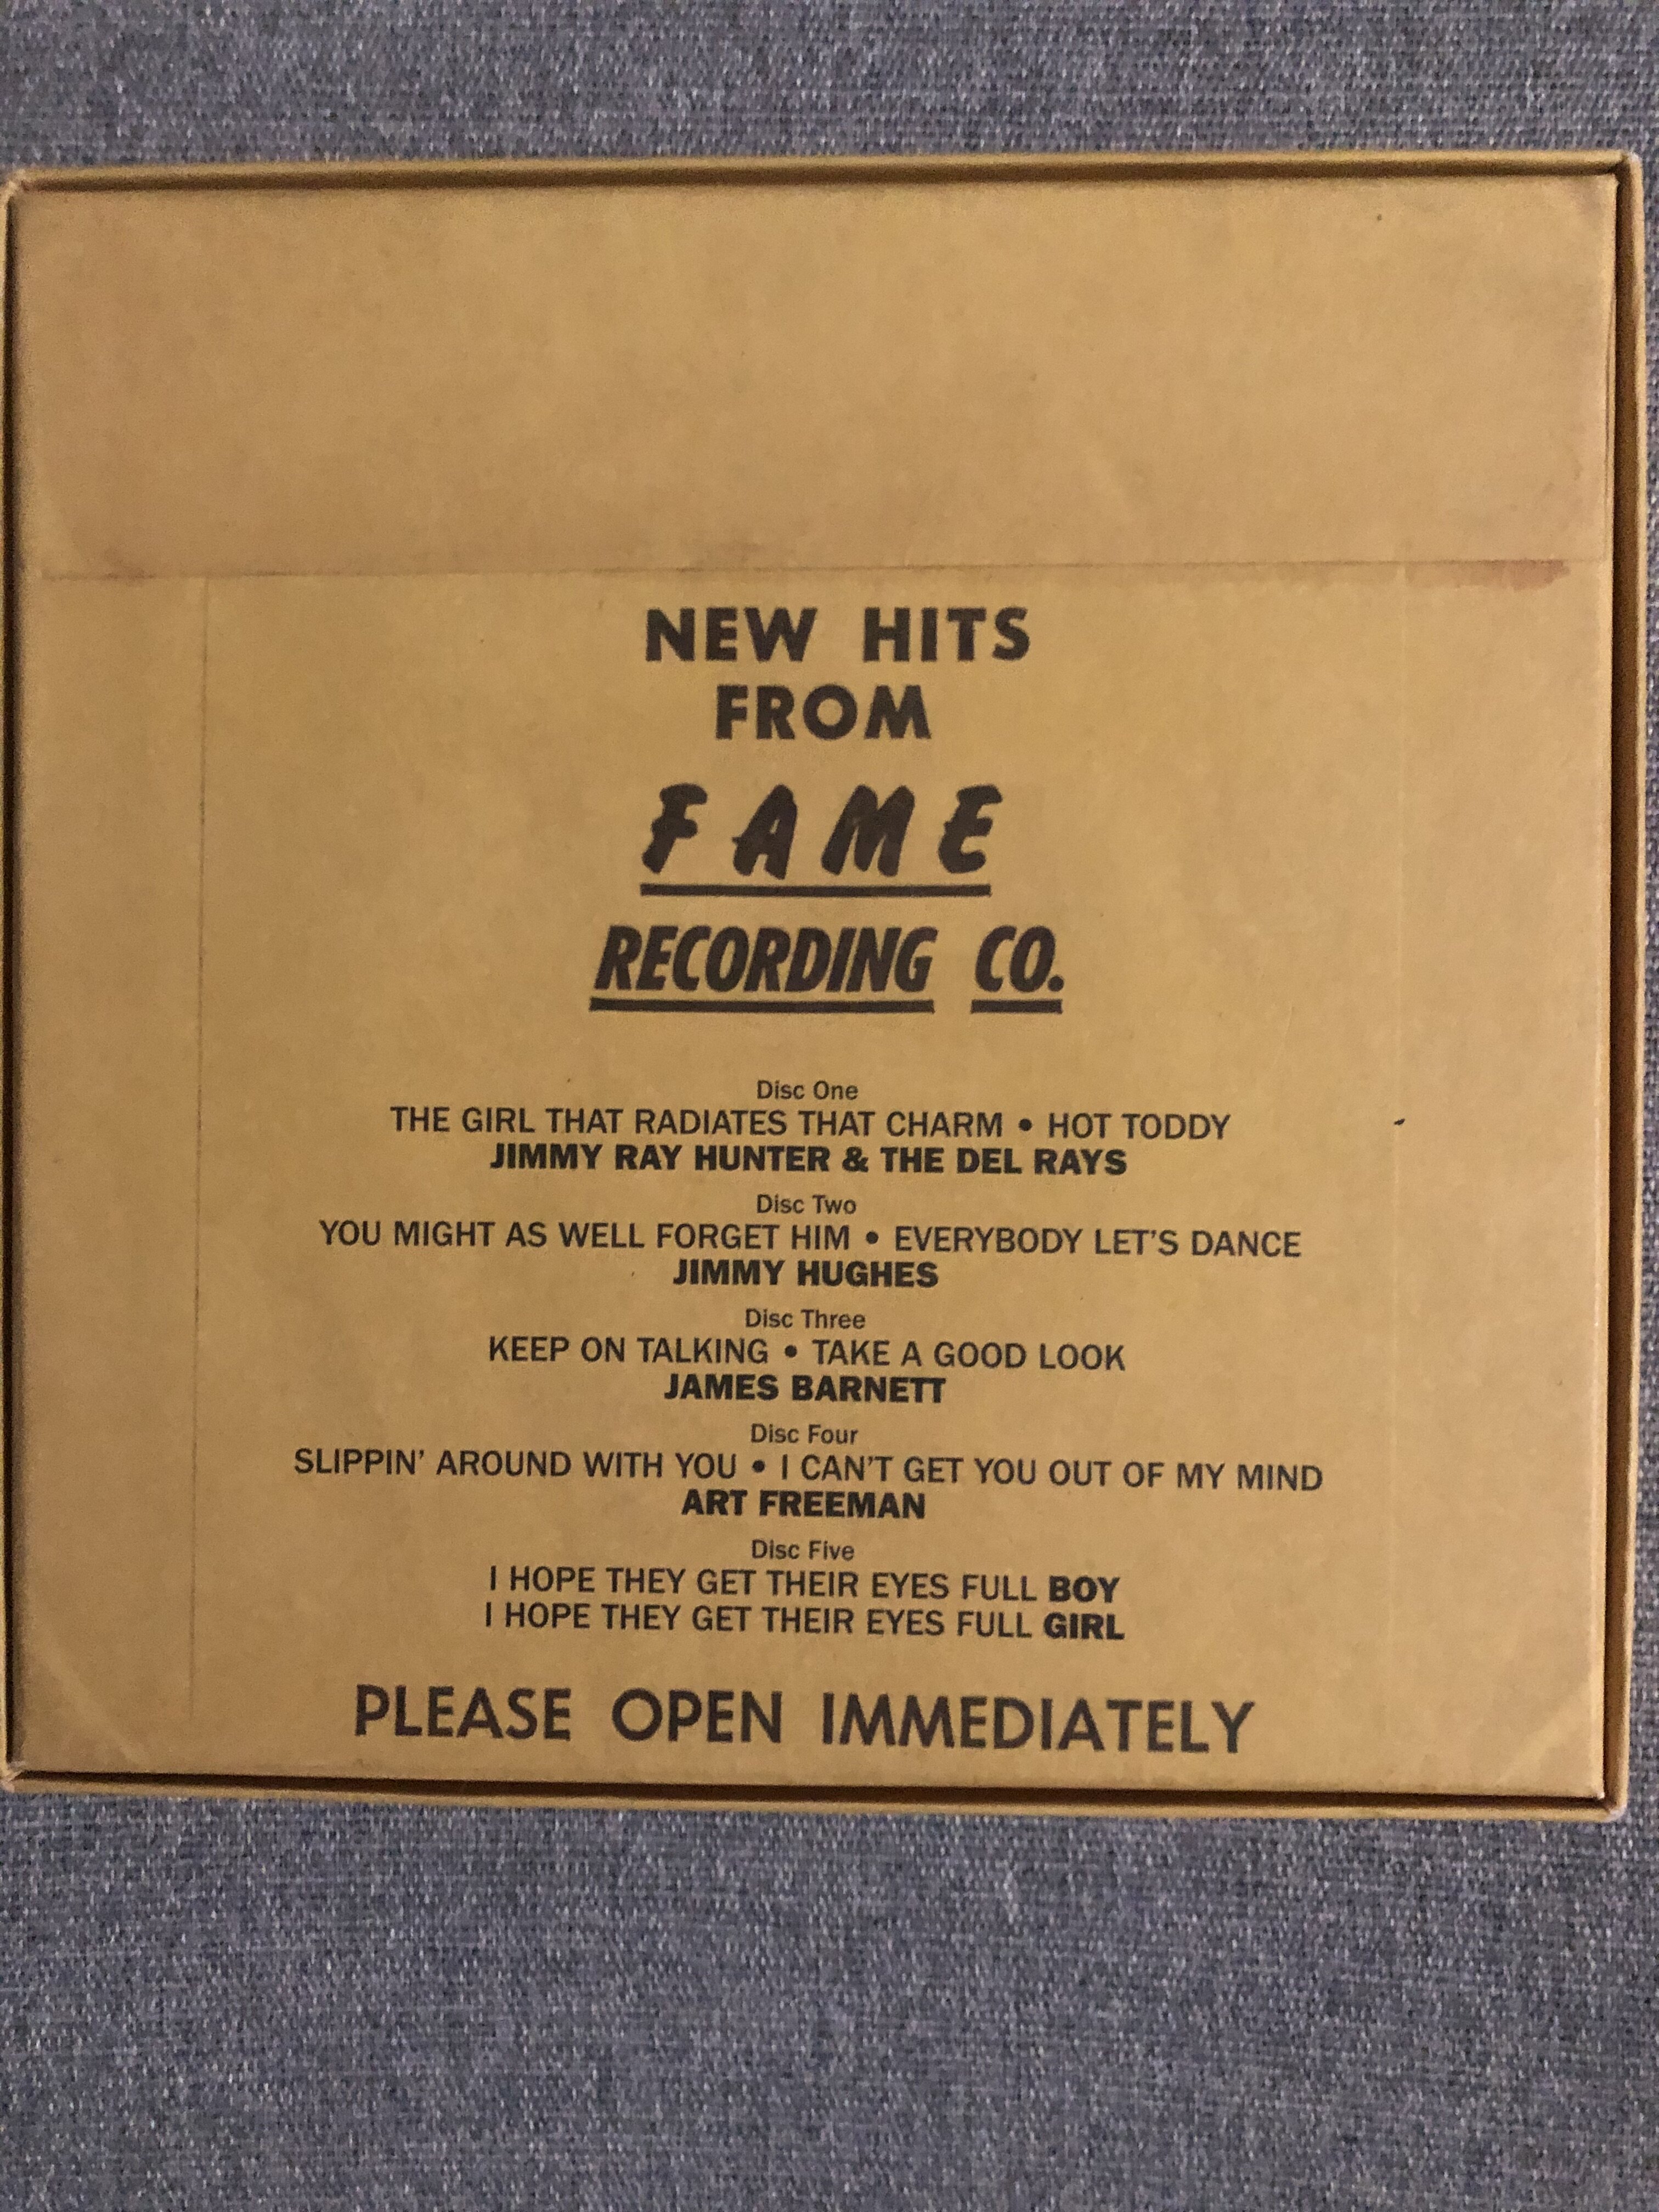 NEW HITS
FROM
FAME
RECORDING CO.
Disc One
THE GIRL THAT RADIATES THAT CHARM • HOT TODDY
JIMMY RAY HUNTER & THE DEL RAYS
Disc Two
YOU MIGHT AS WELL FORGET HIM • EVERYBODY LET'S DANCE
JIMMY HUGHES
Disc Three
KEEP ON TALKING • TAKE A GOOD LOOK
JAMES BARNETT
Disc Four
SLIPPIN' AROUND WITH YOU • I CAN'T GET YOU OUT OF MY MIND
ART FREEMAN
Disc Five
I HOPE THEY GET THEIR EYES FULL BOY
I HOPE THEY GET THEIR EYES FULL GIRL
PLEASE OPEN IMMEDIATELY